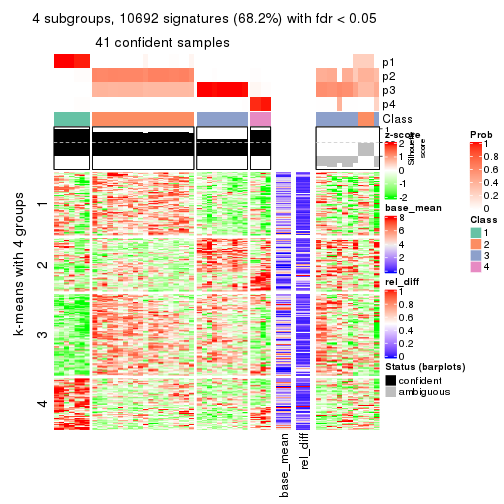 4 subgroups, 10692 signatures (68.2%) with fdr < 0.05
41 confident samples
p1
p2
p3
p4
Class
Silhouette
score
1
0
k-means with 4 groups
1
2
3
4
base_mean
rel_diff
z-score
2
1
0
-1
-2
base_mean
8
6
4
2
0
rel_diff
1
0.8
0.6
0.4
0.2
0
Status (barplots)
confident
ambiguous
Prob
1
0.8
0.6
0.4
0.2
0
Class
1
2
3
4